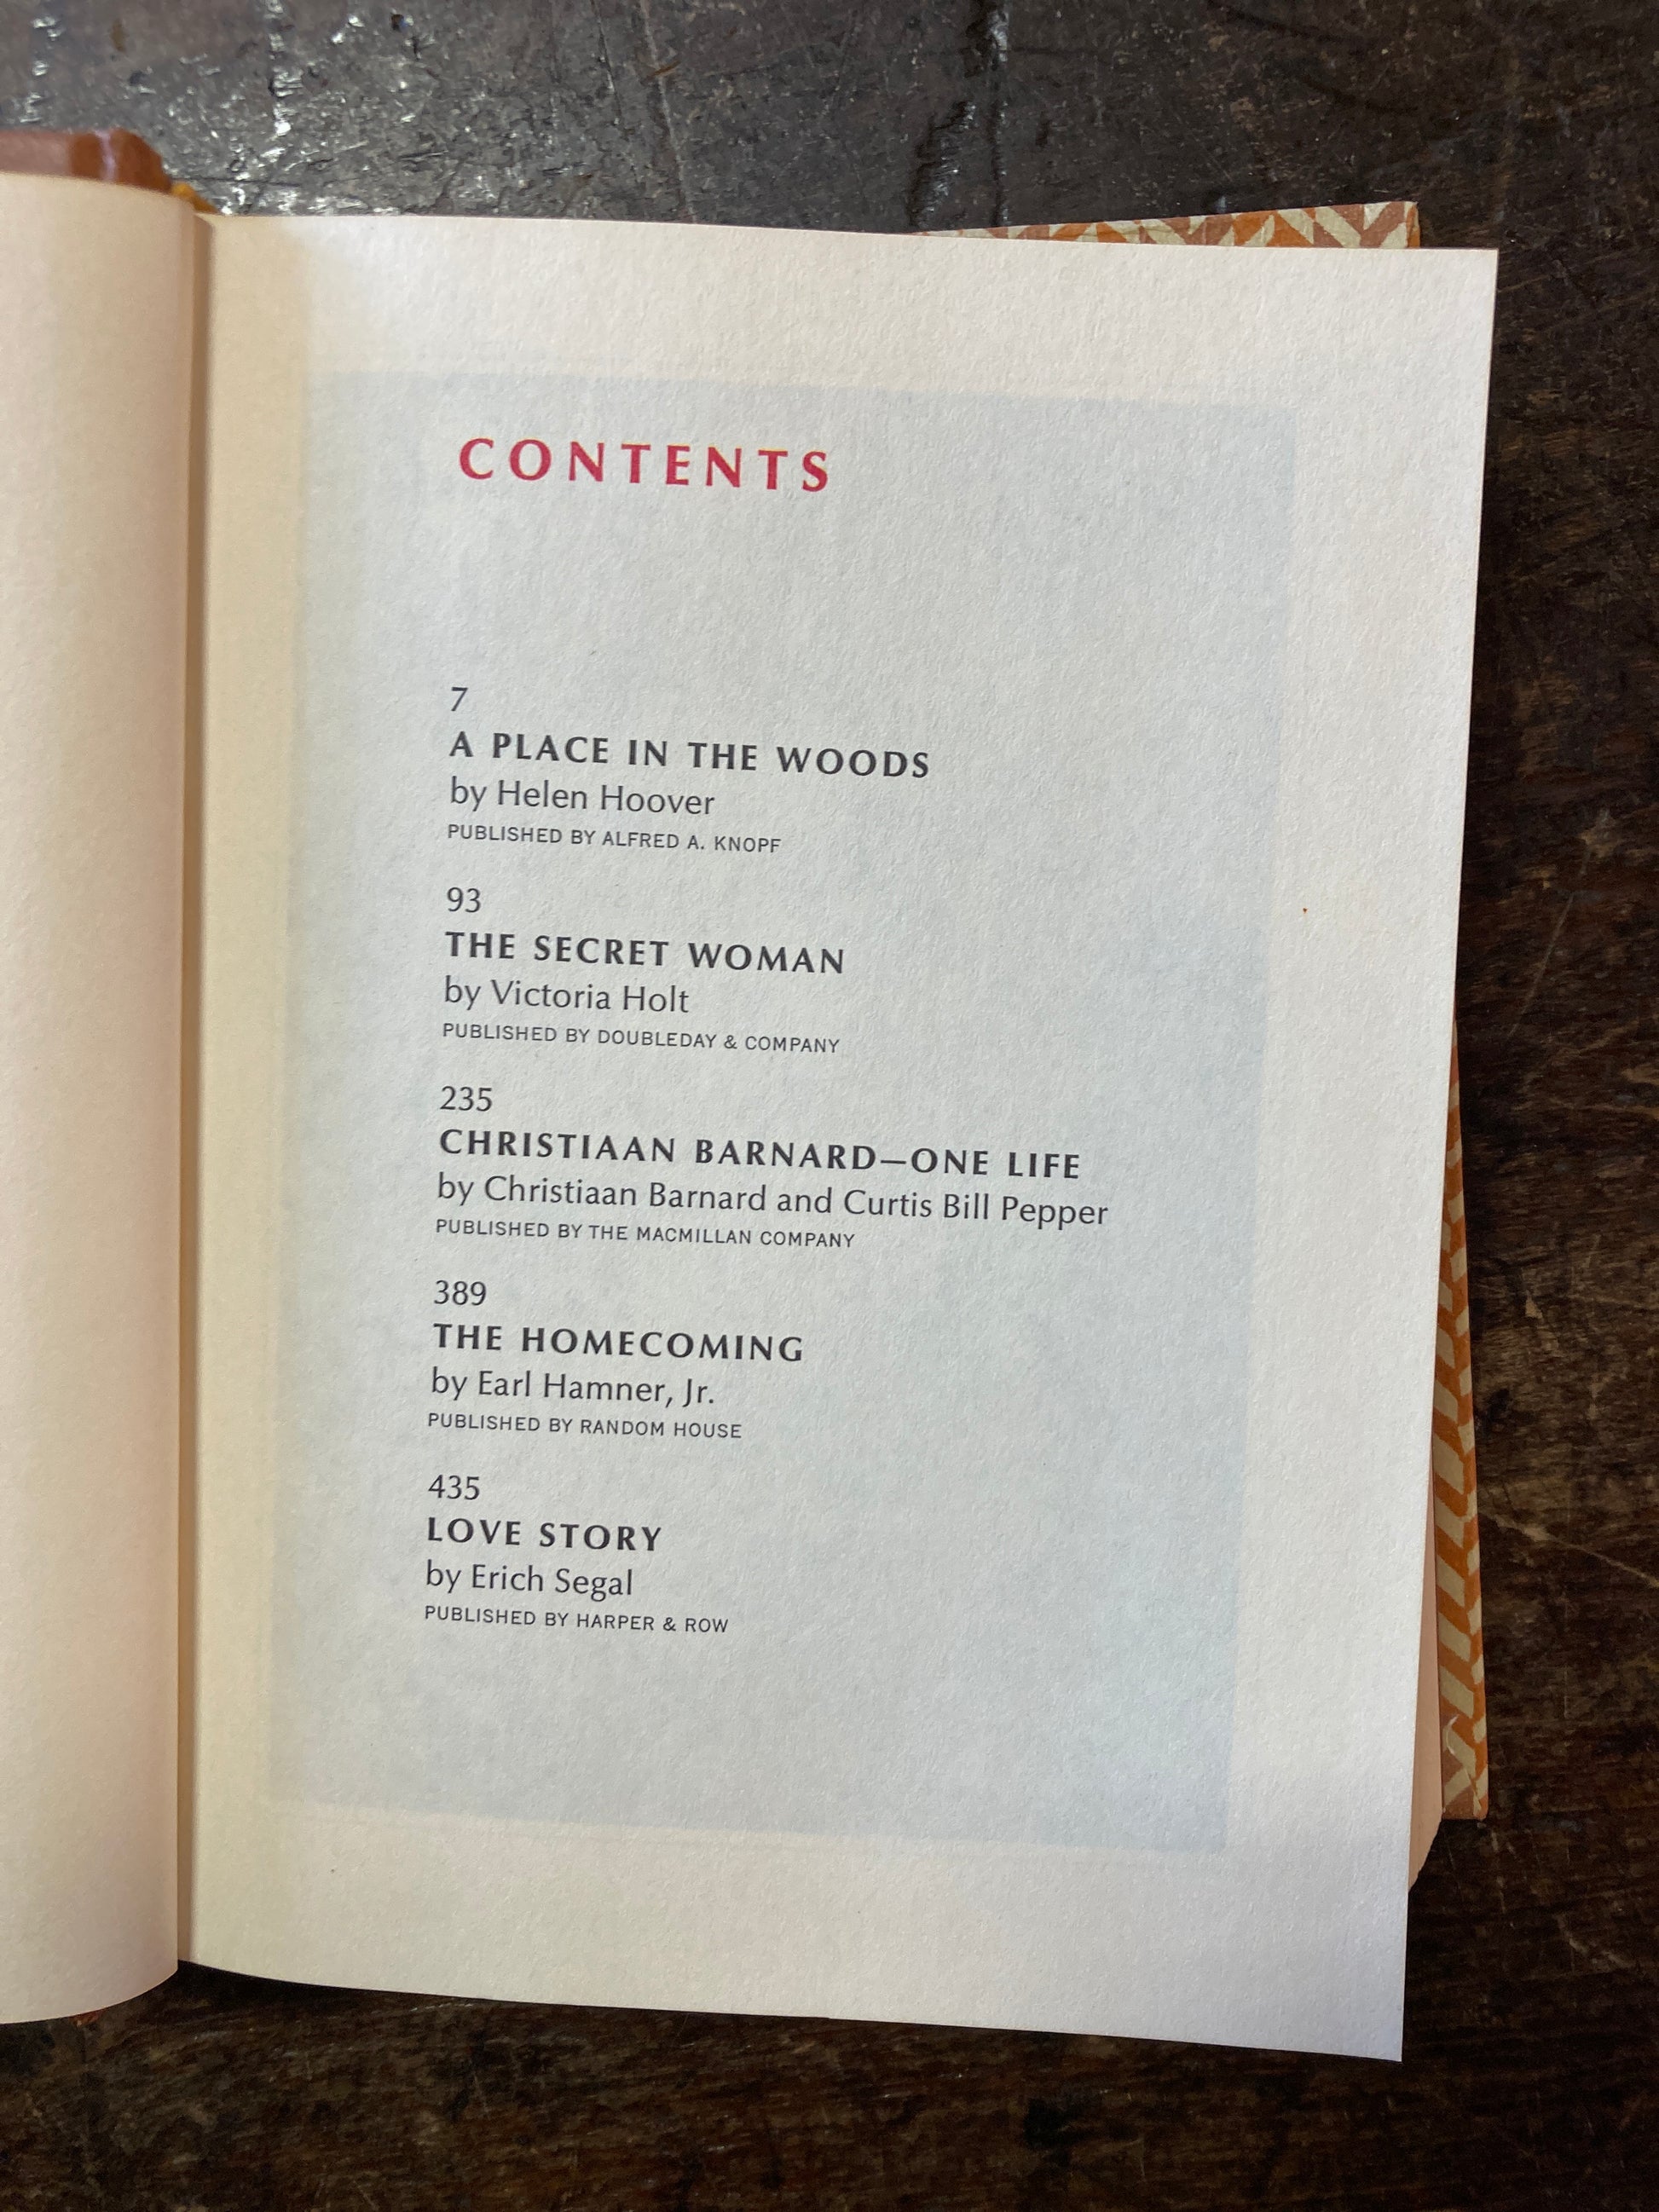 CONTENTS
7
A PLACE IN THE WOODS
by Helen Hoover
PUBLISHED BY ALFRED A. KNOPF
93
THE SECRET WOMAN
by Victoria Holt
PUBLISHED BY DOUBLEDAY & COMPANY
235
CHRISTIAAN BARNARD—ONE LIFE
by Christiaan Barnard and Curtis Bill Pepper
PUBLISHED BY THE MACMILLAN COMPANY
389
THE HOMECOMING
by Earl Hamner, Jr.
PUBLISHED BY RANDOM HOUSE
435
LOVE STORY
by Erich Segal
PUBLISHED BY HARPER & ROW